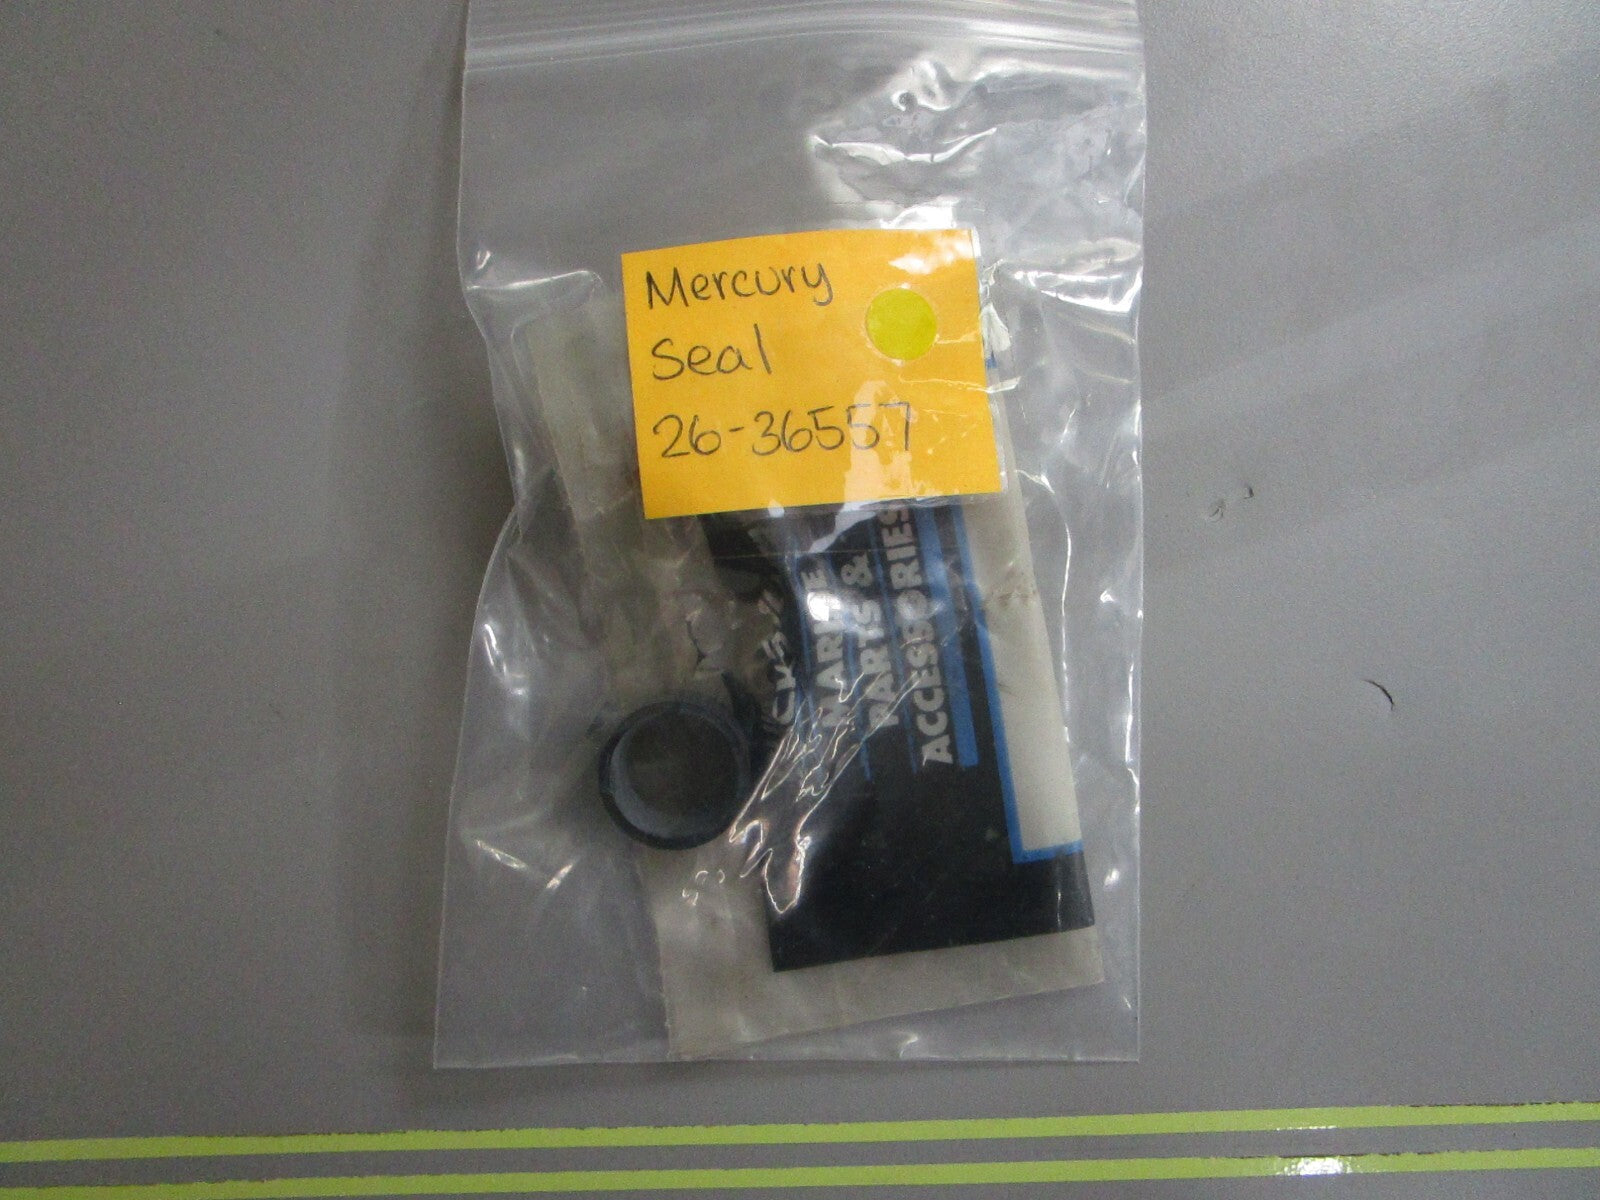 Mercury
Seal
26-36557
MARINE
PARTS &
ACCESSORIES